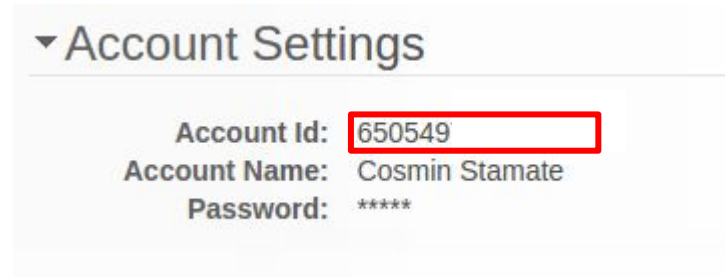 Account Settings
Account Id: 650549
Account Name: Cosmin Stamate
Password: *****